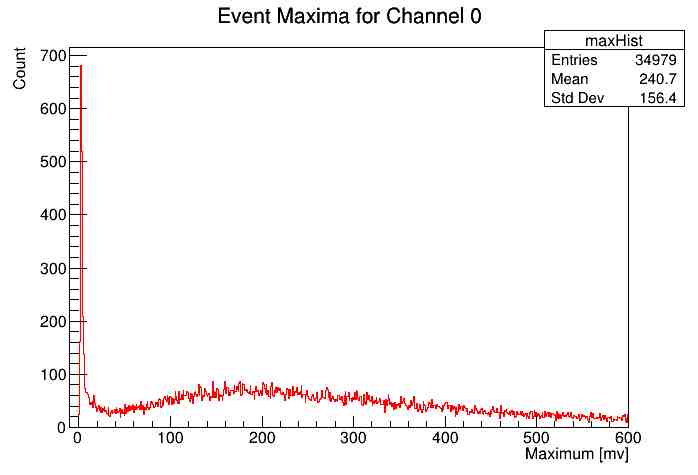 Event Maxima for Channel 0
maxHist
Entries 34979
Mean 240.7
Std Dev 156.4
Count
700
600
500
400
300
200
100
0
0 100 200 300 400 500 600
Maximum [mv]